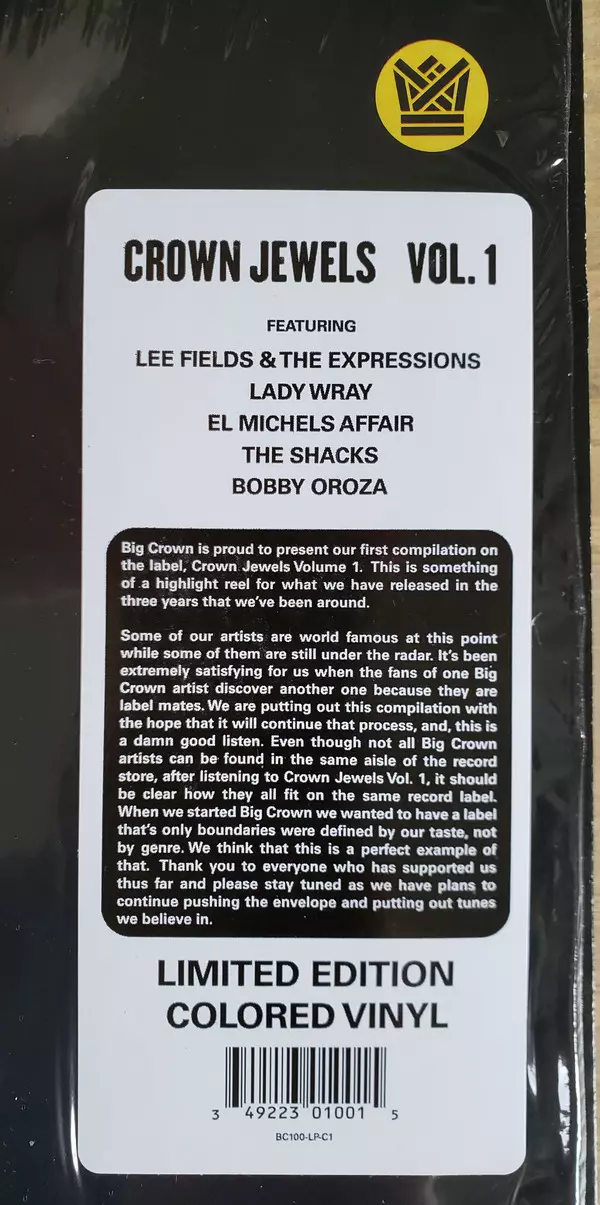 CROWN JEWELS VOL. 1
FEATURING
LEE FIELDS & THE EXPRESSIONS
LADY WRAY
EL MICHELS AFFAIR
THE SHACKS
BOBBY OROZA
Big Crown is proud to present our first compilation on
the label, Crown Jewels Volume 1. This is something
of a highlight reel for what we have released in the
three years that we've been around.
Some of our artists are world famous at this point
while some of them are still under the radar. It's been
extremely satisfying for us when the fans of one Big
Crown artist discover another one because they are
label mates. We are putting out this compilation with
the hope that it will continue that process, and, this is
a damn good listen. Even though not all Big Crown
artists can be found in the same aisle of the record
store, after listening to Crown Jewels Vol. 1, it should
be clear how they all fit on the same record label.
When we started Big Crown we wanted to have a label
that's only boundaries were defined by our taste, not
by genre. We think that this is a perfect example of
that. Thank you to everyone who has supported us
thus far and please stay tuned as we have plans to
continue pushing the envelope and putting out tunes
we believe in.
LIMITED EDITION
COLORED VINYL
3 49223 01001 5
BC100-LP-C1